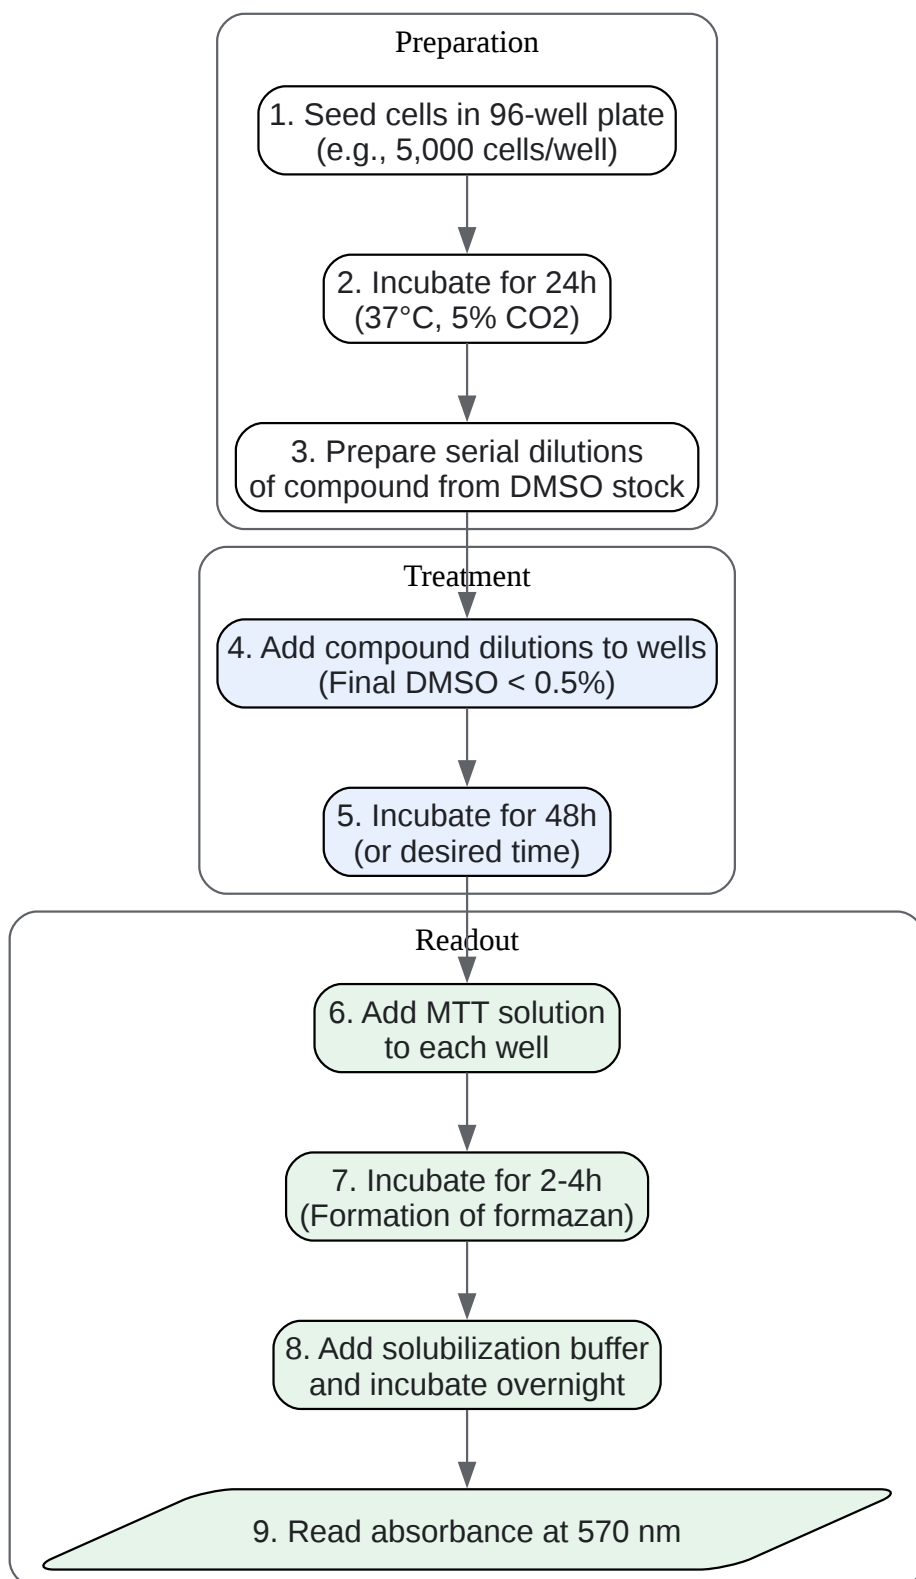 Preparation
1. Seed cells in 96-well plate
(e.g., 5,000 cells/well)
2. Incubate for 24h
(37°C, 5% CO2)
3. Prepare serial dilutions
of compound from DMSO stock
Treatment
4. Add compound dilutions to wells
(Final DMSO < 0.5%)
5. Incubate for 48h
(or desired time)
Readout
6. Add MTT solution
to each well
7. Incubate for 2-4h
(Formation of formazan)
8. Add solubilization buffer
and incubate overnight
9. Read absorbance at 570 nm